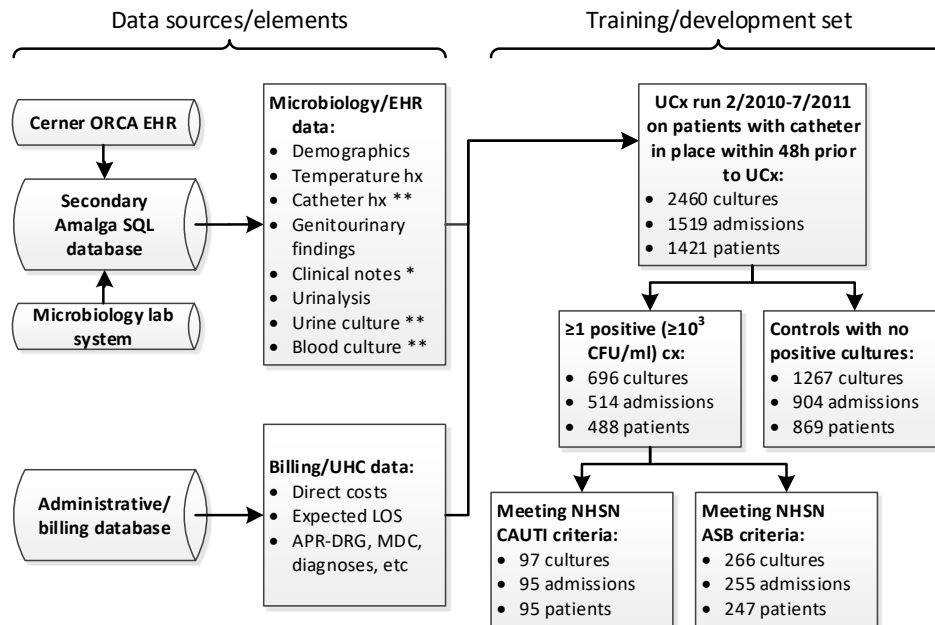 Data sources/elements
Training/development set
Cerner ORCA EHR
Secondary
Amalga SQL
database
Microbiology lab
system
Microbiology/EHR
data:
• Demographics
• Temperature hx
• Catheter hx **
• Genitourinary
findings
• Clinical notes *
• Urinalysis
• Urine culture **
• Blood culture **
Administrative/
billing database
Billing/UHC data:
• Direct costs
• Expected LOS
• APR-DRG, MDC,
diagnoses, etc
UCx run 2/2010-7/2011
on patients with catheter
in place within 48h prior
to UCx:
• 2460 cultures
• 1519 admissions
• 1421 patients
≥1 positive (≥10³
CFU/ml) cx:
• 696 cultures
• 514 admissions
• 488 patients
Controls with no
positive cultures:
• 1267 cultures
• 904 admissions
• 869 patients
Meeting NHSN
CAUTI criteria:
• 97 cultures
• 95 admissions
• 95 patients
Meeting NHSN
ASB criteria:
• 266 cultures
• 255 admissions
• 247 patients